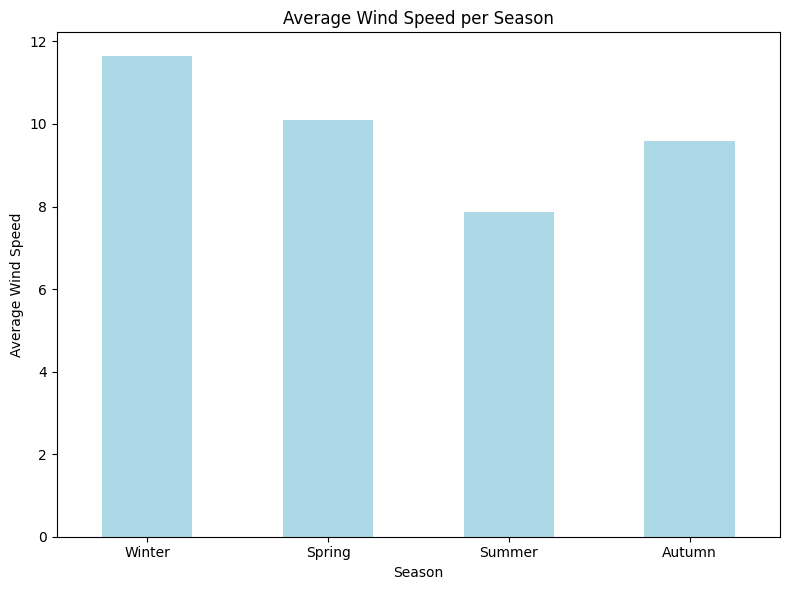 Average Wind Speed per Season
12
10
8
6
4
2
0
Average Wind Speed
Winter Spring Summer Autumn
Season